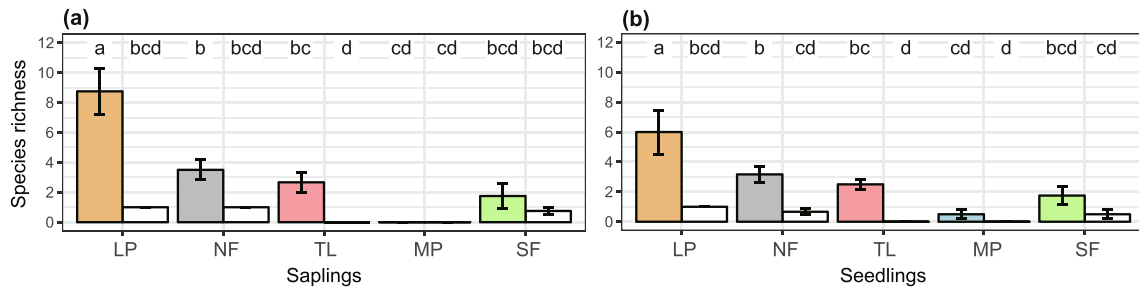 (a)
Species richness
12
10
8
6
4
2
0
a bcd b bcd bc d cd cd bcd bcd
LP NF TL MP SF
Saplings
(b)
12
10
8
6
4
2
0
a bcd b cd bc d cd d bcd cd
LP NF TL MP SF
Seedlings